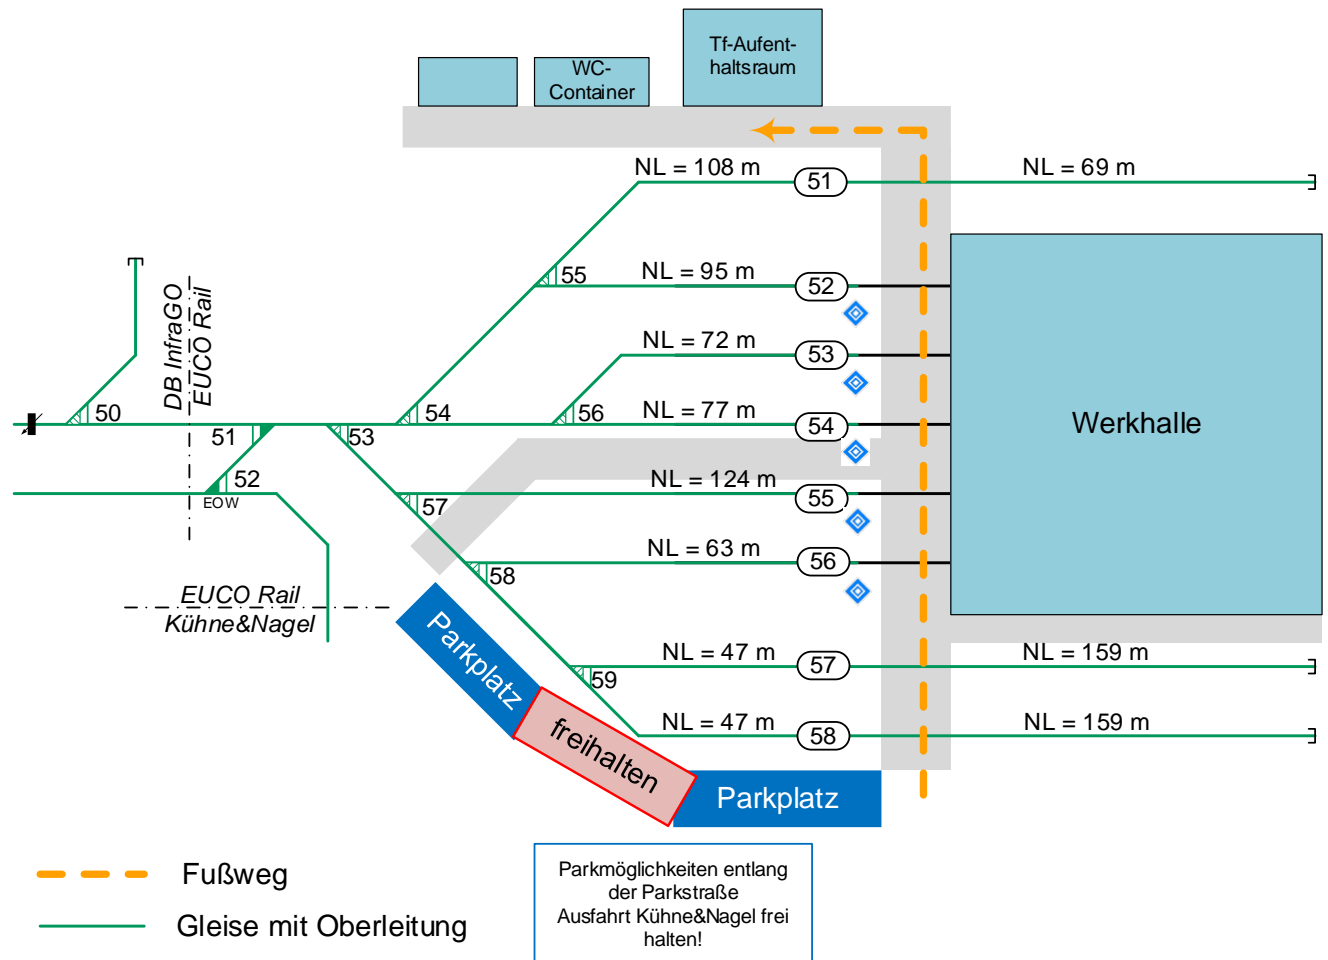 Tf-Aufent-
haltsraum
WC-
Container
NL = 108 m
51
NL = 69 m
55
NL = 95 m
52
DB InfraGO
EUCO Rail
NL = 72 m
53
50
54
56
NL = 77 m
54
Werkhalle
51
53
52
EOW
57
NL = 124 m
55
58
NL = 63 m
56
EUCO Rail
Kühne&Nagel
Parkplatz
59
NL = 47 m
57
NL = 159 m
freihalten
NL = 47 m
58
NL = 159 m
Parkplatz
Fußweg
Gleise mit Oberleitung
Parkmöglichkeiten entlang
der Parkstraße
Ausfahrt Kühne&Nagel frei
halten!